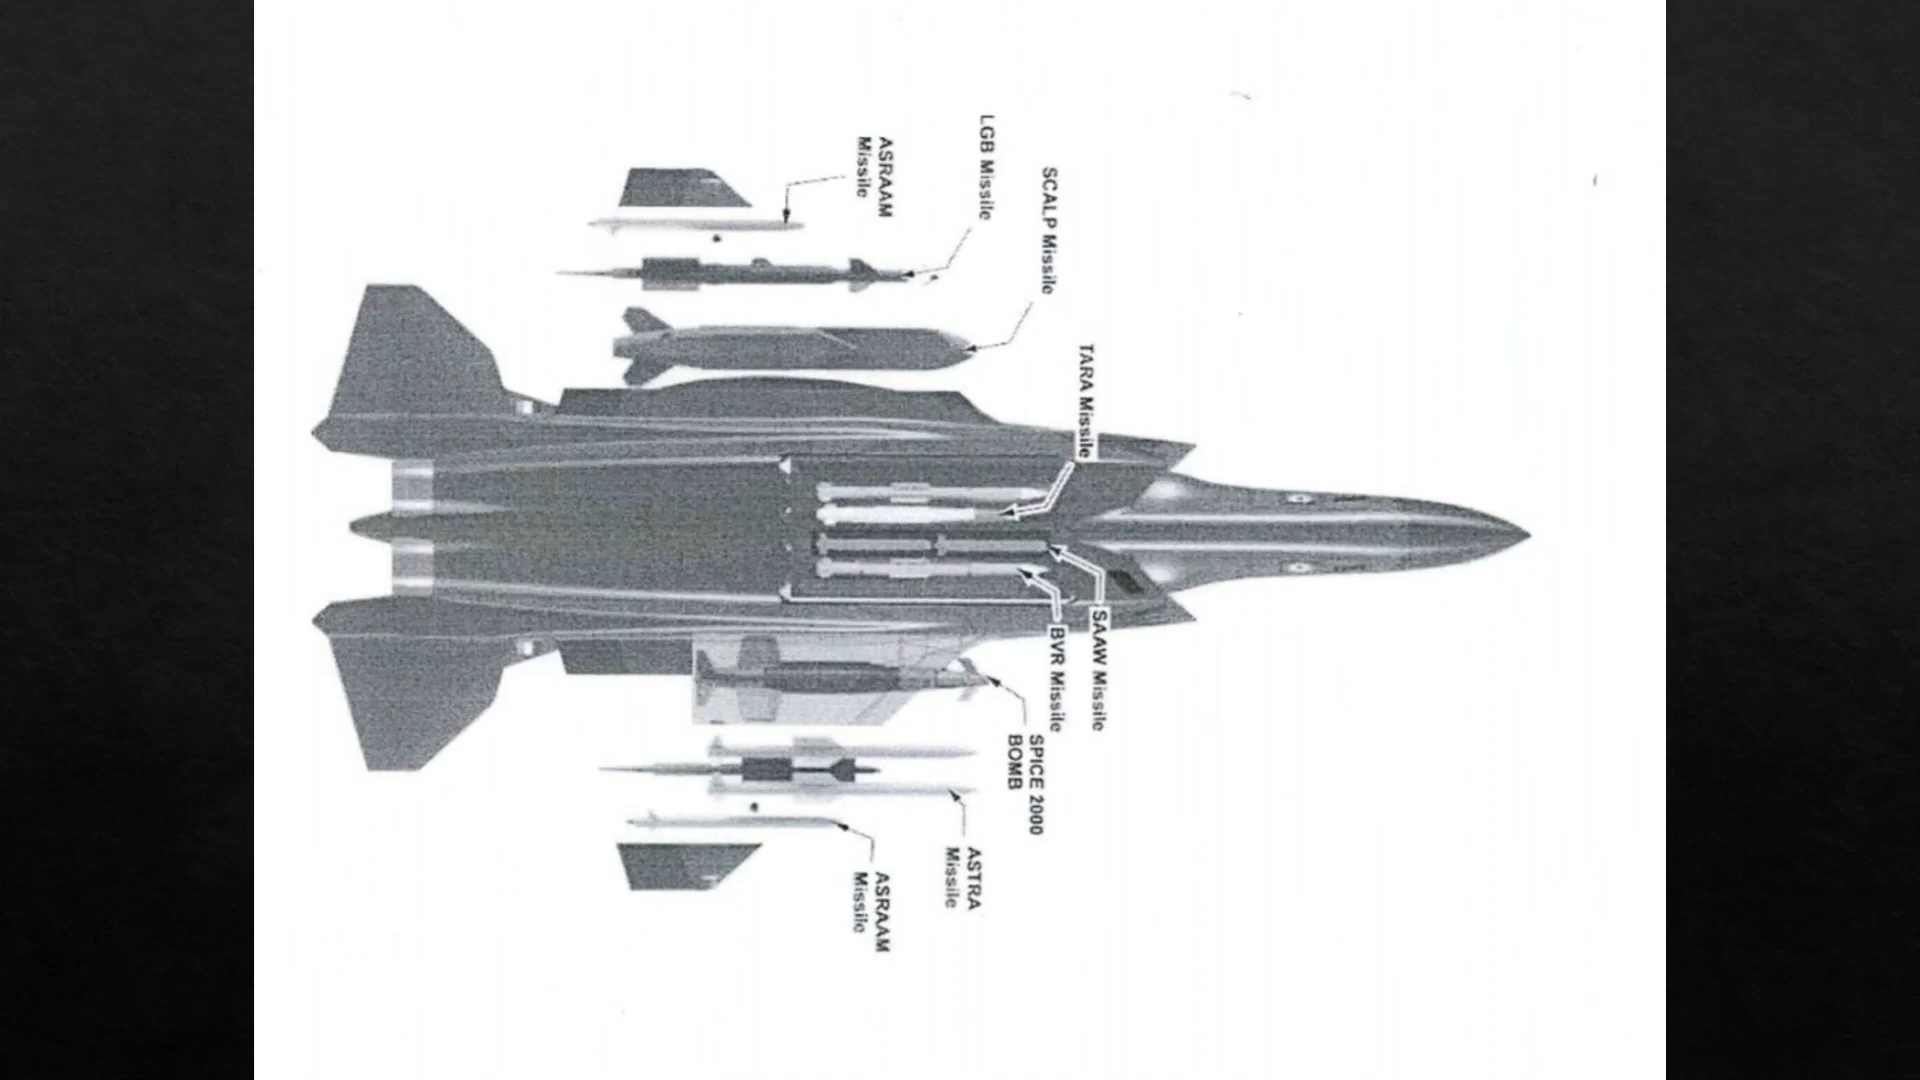 ASRAAM
Missile
LGB Missile
SCALP Missile
TARA Missile
SAAW Missile
BVR Missile
SPICE 2000
BOMB
ASTRA
Missile
ASRAAM
Missile